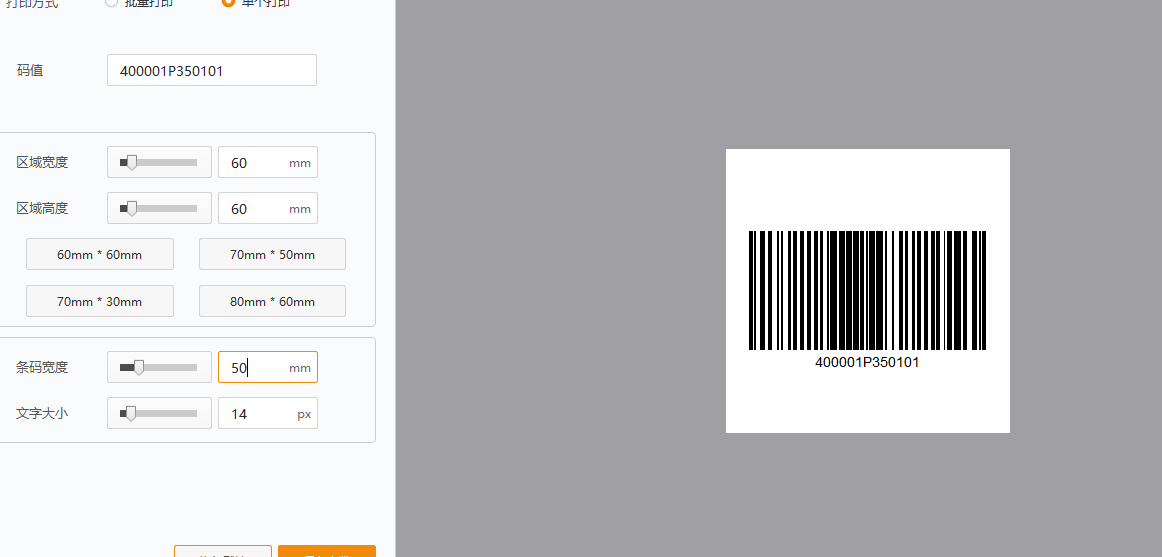 打印方式 批量打印 单个打印
码值 400001P350101
区域宽度 60 mm
区域高度 60 mm
60mm * 60mm 70mm * 50mm
70mm * 30mm 80mm * 60mm
条码宽度 50 mm
文字大小 14 px
400001P350101